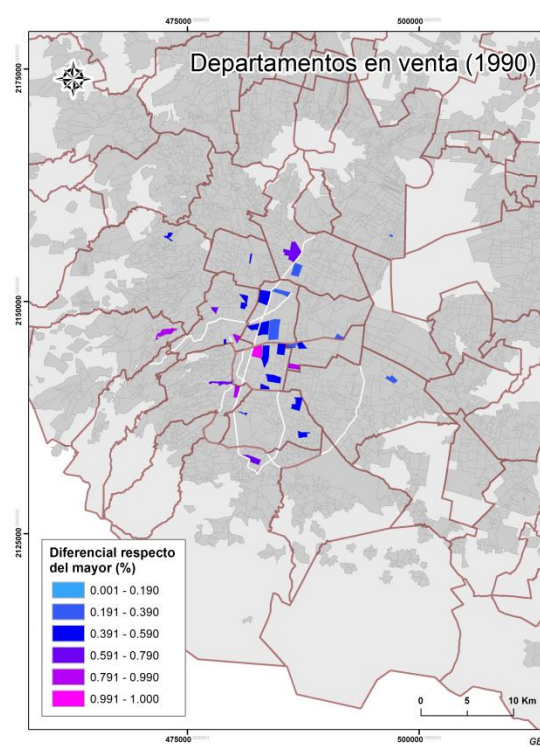 475000
500000
Departamentos en venta (1990)
2175000
2150000
2125000
Diferencial respecto
del mayor (%)
0.001 - 0.190
0.191 - 0.390
0.391 - 0.590
0.591 - 0.790
0.791 - 0.990
0.991 - 1.000
0 5 10 Km
475000
500000